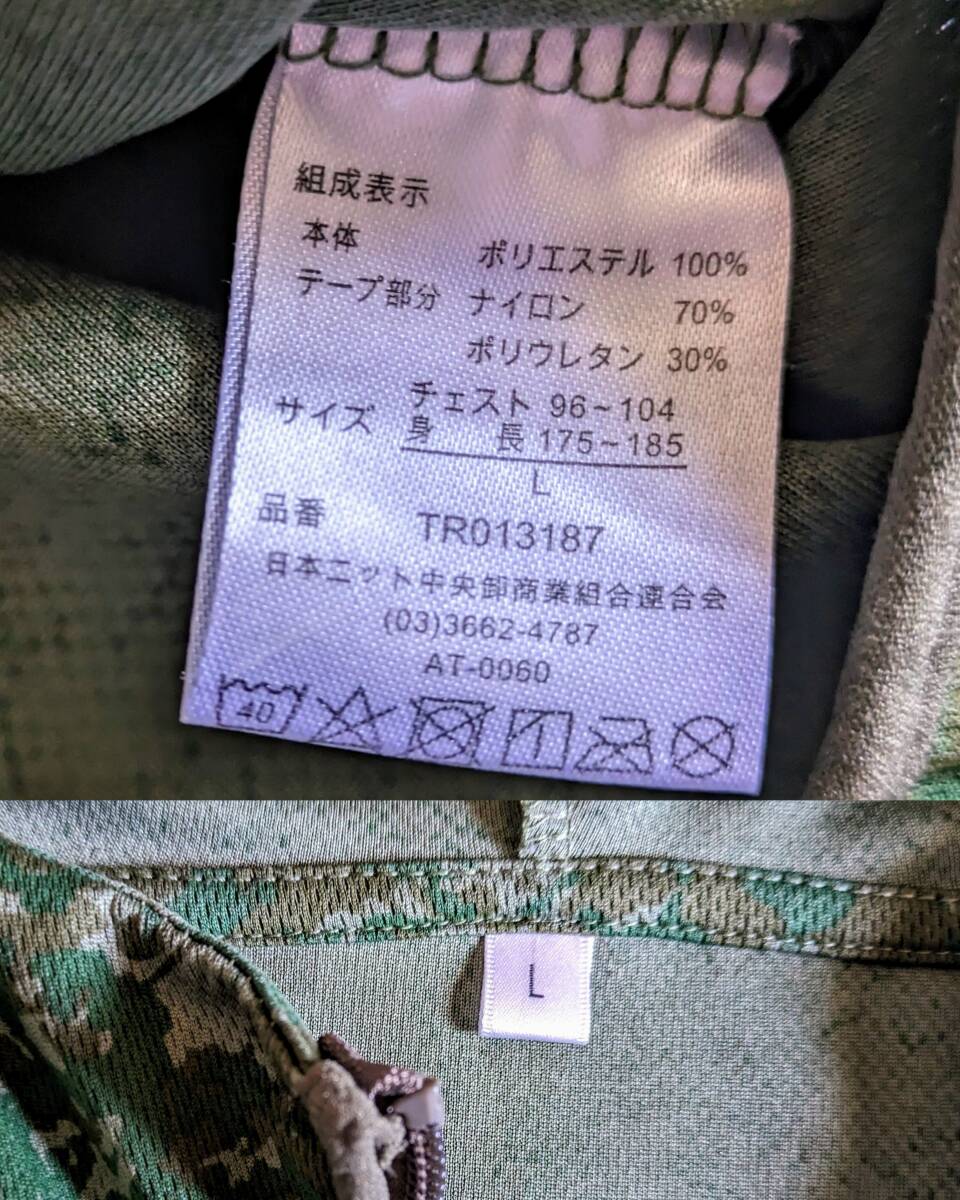 組成表示
本体 ポリエステル 100%
テープ部分 ナイロン 70%
ポリウレタン 30%
サイズ チェスト 96~104
身長 175~185
L
品番 TR013187
日本ニット中央卸商業組合連合会
(03)3662-4787
AT-0060
40
L